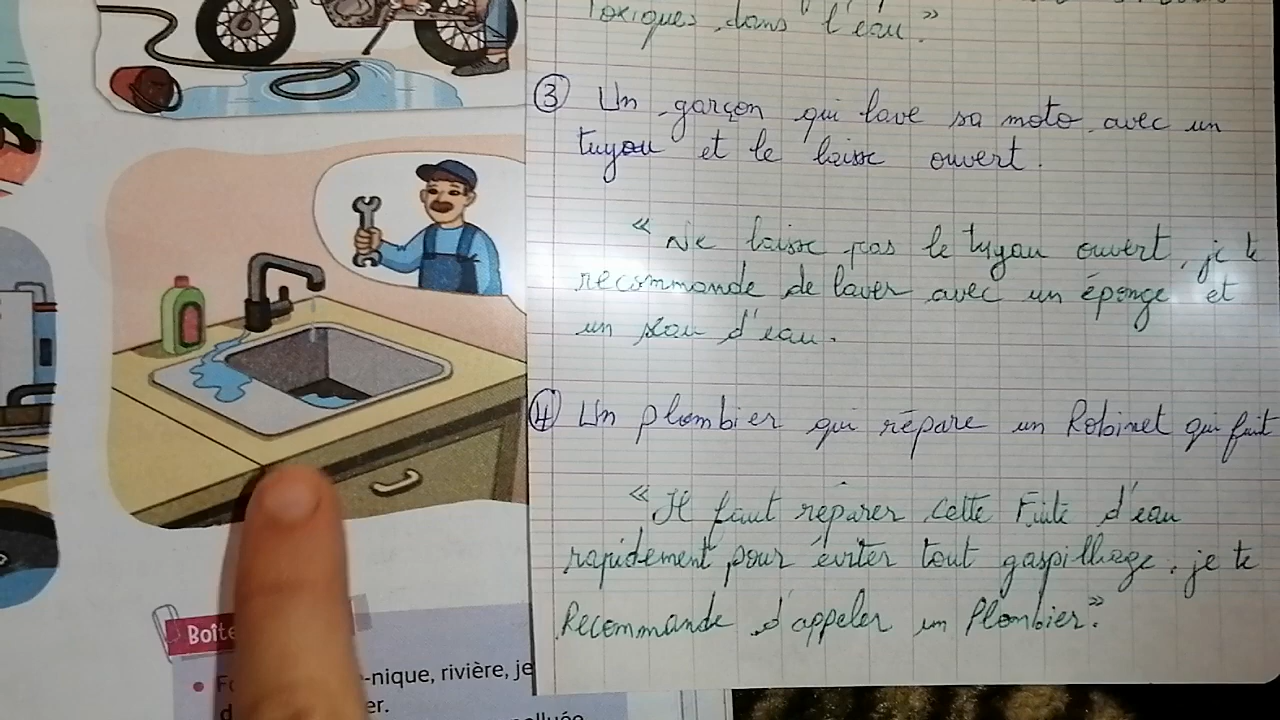 toxiques dans l'eau."
③ Un garçon qui lave sa moto avec un
tuyau et le laisse ouvert.
« Ne laisse pas le tuyau ouvert, je te
recommande de laver avec un éponge et
un seau d'eau.
④ Un plombier qui répare un Robinet qui fuit
« Il faut réparer cette Fuite d'eau
rapidement pour éviter tout gaspillage, je te
Recommande d'appeler un Plombier."
Boîte
-nique, rivière, je
er.